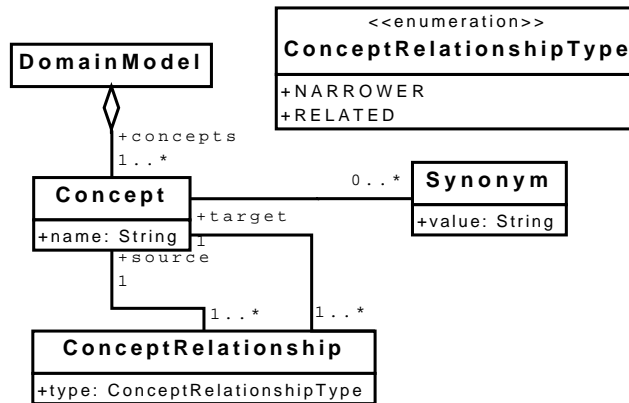 <<enumeration>>
ConceptRelationshipType
+NARROWER
+RELATED
DomainModel
+concepts
1..*
Concept
+name: String
0..*
Synonym
+value: String
+target
1
+source
1
1..*
1..*
ConceptRelationship
+type: ConceptRelationshipType